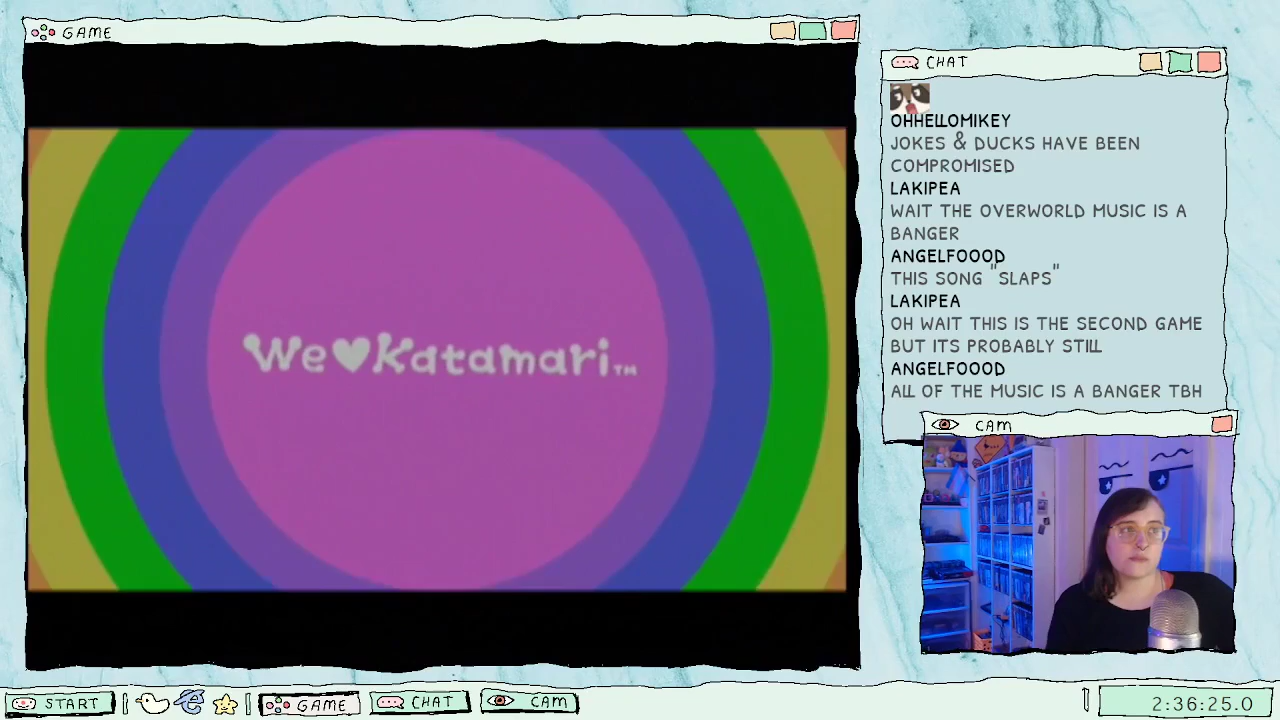 GAME
We♥Katamari™
CHAT
OHHELLOMIKEY
JOKES & DUCKS HAVE BEEN
COMPROMISED
LAKIPEA
WAIT THE OVERWORLD MUSIC IS A
BANGER
ANGELFOOOD
THIS SONG "SLAPS"
LAKIPEA
OH WAIT THIS IS THE SECOND GAME
BUT ITS PROBABLY STILL
ANGELFOOOD
ALL OF THE MUSIC IS A BANGER TBH
CAM
START
GAME
CHAT
CAM
2:36:25.0